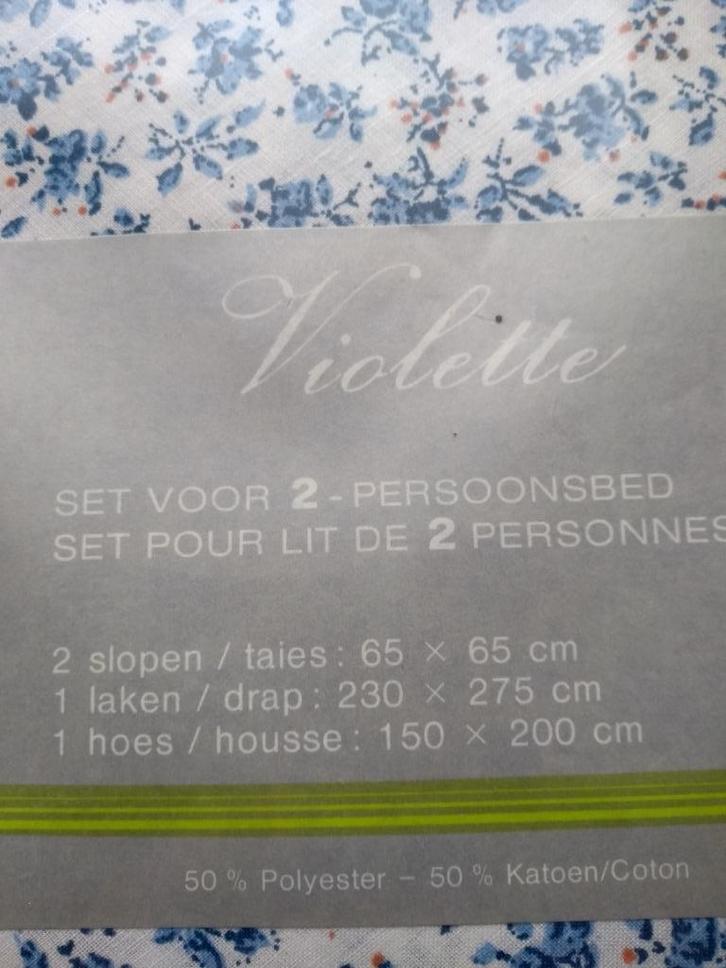 Violette
SET VOOR 2-PERSOONSBED
SET POUR LIT DE 2 PERSONNES
2 slopen / taies : 65 × 65 cm
1 laken / drap : 230 × 275 cm
1 hoes / housse : 150 × 200 cm
50 % Polyester – 50 % Katoen/Coton